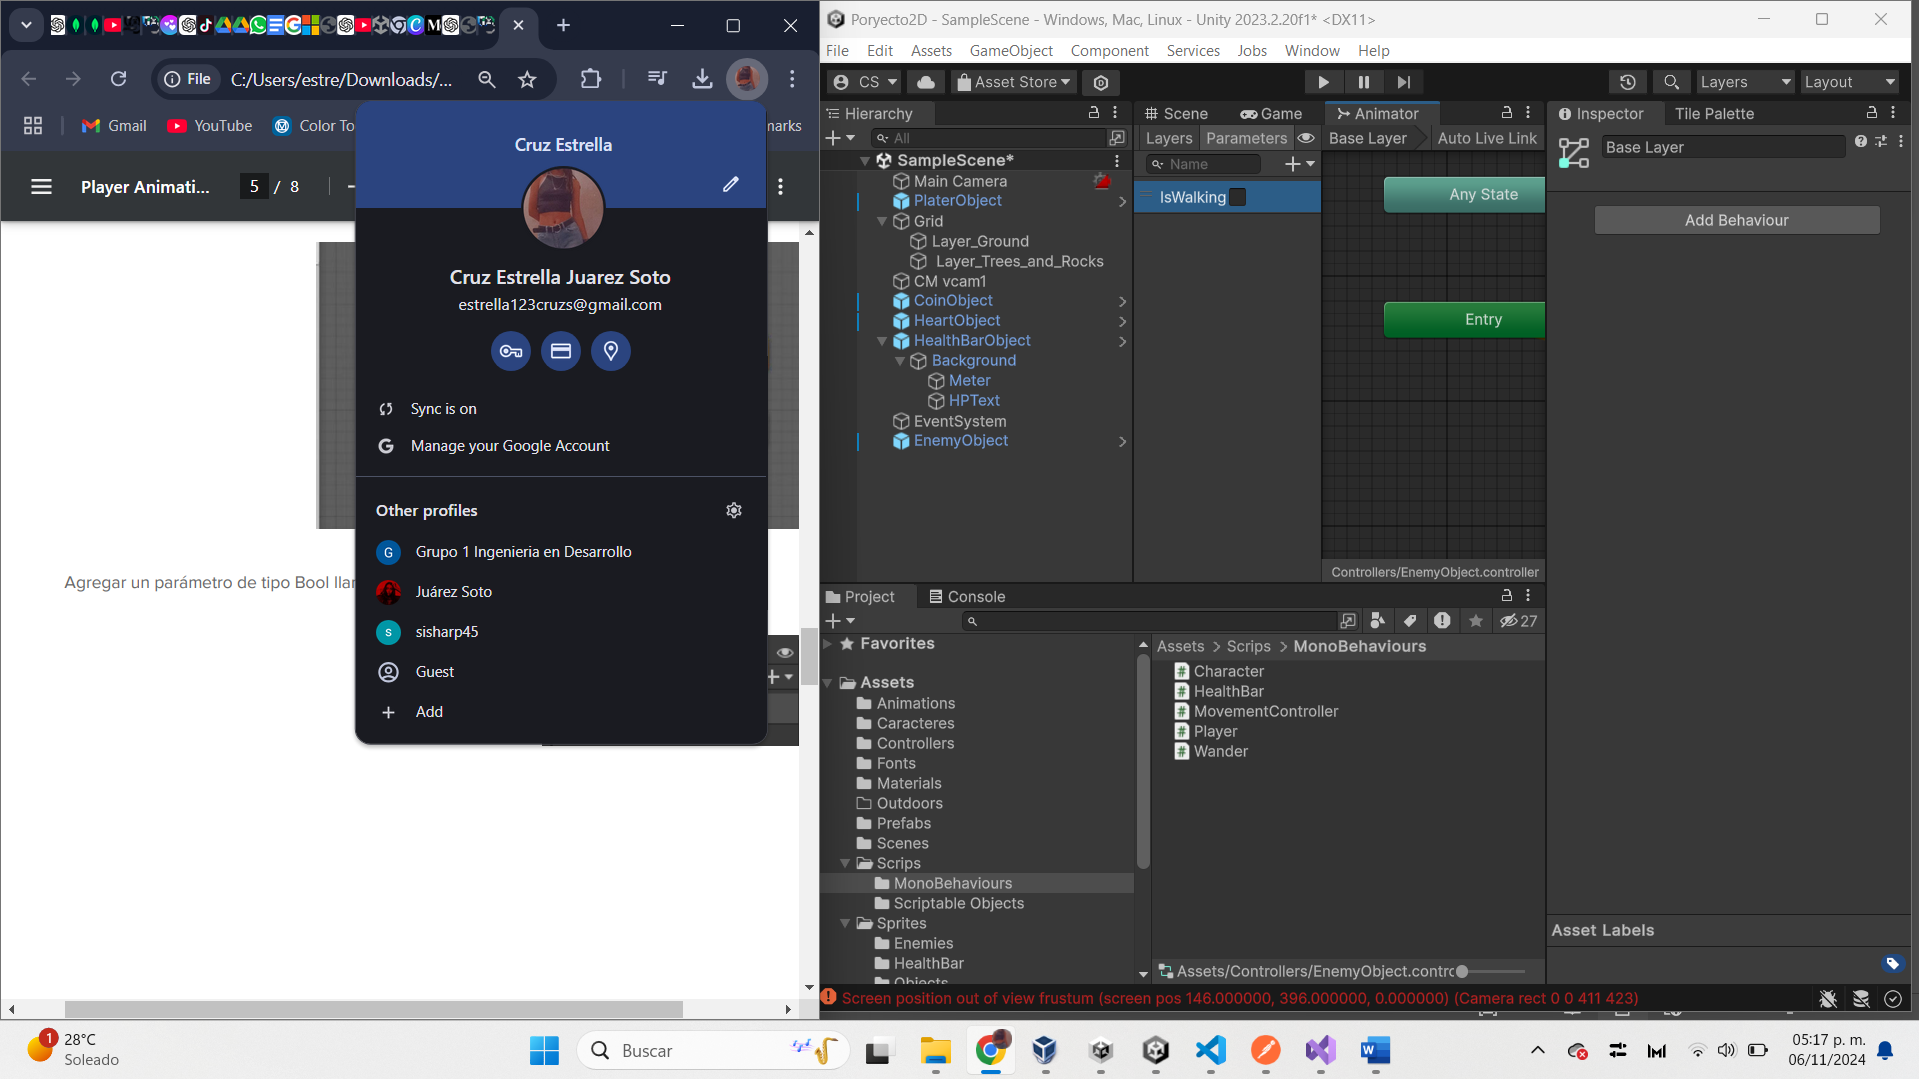 File
C:/Users/estre/Downloads/...
Gmail
YouTube
Color To
marks
Player Animati...
5 / 8
Agregar un parámetro de tipo Bool llar
Cruz Estrella
Cruz Estrella Juarez Soto
estrella123cruzs@gmail.com
Sync is on
Manage your Google Account
Other profiles
G Grupo 1 Ingenieria en Desarrollo
Juárez Soto
s sisharp45
Guest
Add
Poryecto2D - SampleScene - Windows, Mac, Linux - Unity 2023.2.20f1* <DX11>
File Edit Assets GameObject Component Services Jobs Window Help
CS
Asset Store
Layers
Layout
Hierarchy
All
SampleScene*
Main Camera
PlaterObject
Grid
Layer_Ground
Layer_Trees_and_Rocks
CM vcam1
CoinObject
HeartObject
HealthBarObject
Background
Meter
HPText
EventSystem
EnemyObject
Scene
Game
Animator
Layers
Parameters
Base Layer
Auto Live Link
Name
IsWalking
Any State
Entry
Controllers/EnemyObject.controller
Inspector
Tile Palette
Base Layer
Add Behaviour
Asset Labels
Project
Console
27
Favorites
Assets
Animations
Caracteres
Controllers
Fonts
Materials
Outdoors
Prefabs
Scenes
Scrips
MonoBehaviours
Scriptable Objects
Sprites
Enemies
HealthBar
Objects
Assets > Scrips > MonoBehaviours
Character
HealthBar
MovementController
Player
Wander
Assets/Controllers/EnemyObject.contro
Screen position out of view frustum (screen pos 146.000000, 396.000000, 0.000000) (Camera rect 0 0 411 423)
1
28°C
Soleado
Buscar
05:17 p. m.
06/11/2024